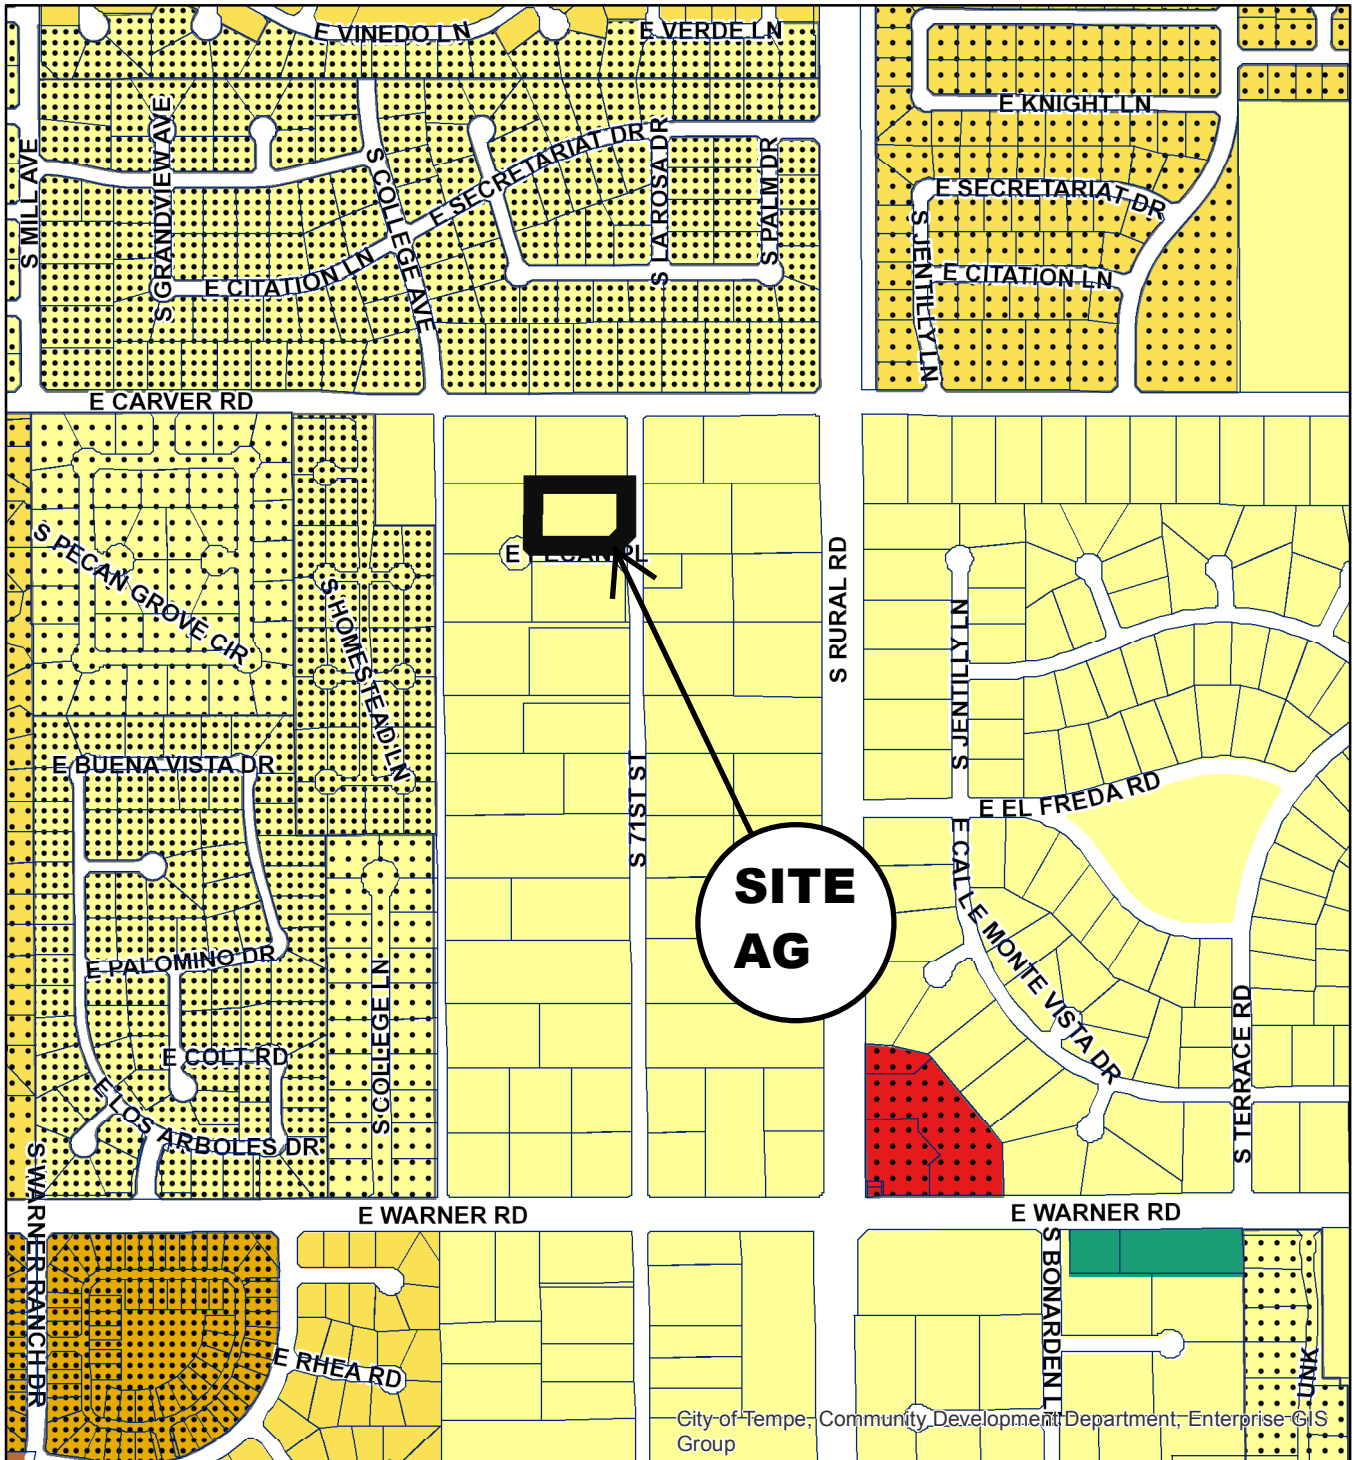 E VINEDO LN
E VERDE LN
E KNIGHT LN
S GRANDVIEW AVE
S MILL AVE
S COLLEGE AVE
E SECRETARIAT DR
S LA ROSA DR
S PALM DR
E SECRETARIAT DR
S JENTILLY LN
E CITATION LN
E CITATION LN
E CARVER RD
S PECAN GROVE CIR
S HOMESTEAD LN
E PECAN PL
S RURAL RD
S JENTILLY LN
E BUENA VISTA DR
S 71ST ST
E EL FREDA RD
E CALLE MONTE VISTA DR
SITE
AG
E PALOMINO DR
S COLLEGE LN
E COLT RD
E LOS ARBOLES DR
S TERRACE RD
S WARNER RANCH DR
E WARNER RD
E WARNER RD
S BONARDEN L
E RHEA RD
UNK
City of Tempe, Community Development Department, Enterprise GIS
Group